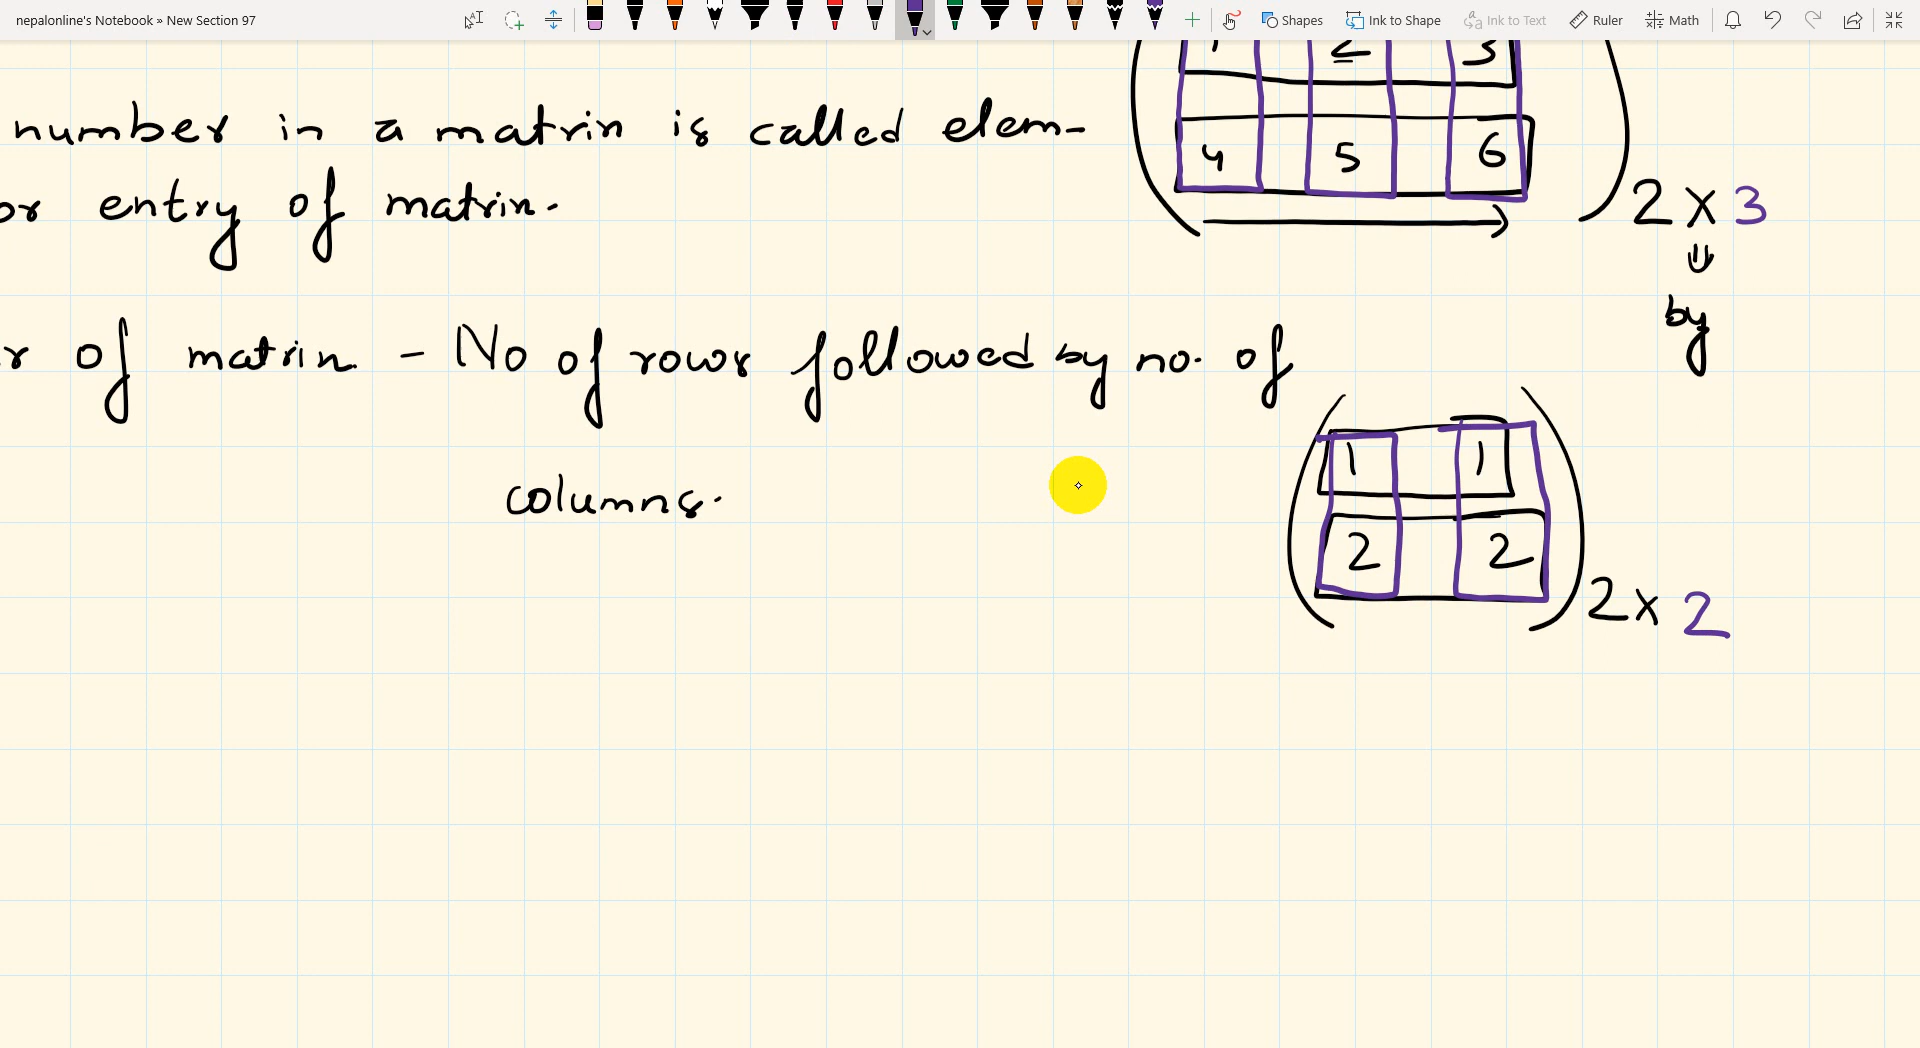 nepalonline's Notebook » New Section 97
Shapes
Ink to Shape
Ink to Text
Ruler
Math
1 2 3
number in a matrix is called elem-
4 5 6
or entry of matrix.
2 x 3
by
r of matrix - No of rows followed by no. of
1 1
columns.
2 2
2 x 2